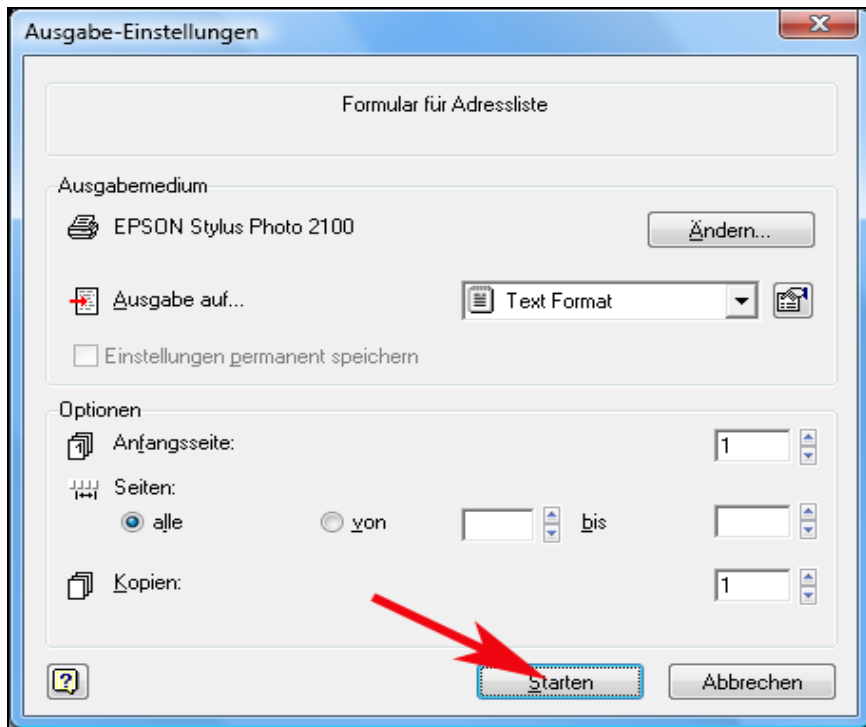 Ausgabe-Einstellungen
Formular für Adressliste
Ausgabemedium
EPSON Stylus Photo 2100
Ändern...
Ausgabe auf...
Text Format
Einstellungen permanent speichern
Optionen
Anfangsseite:
1
Seiten:
alle
von
bis
Kopien:
1
Starten
Abbrechen